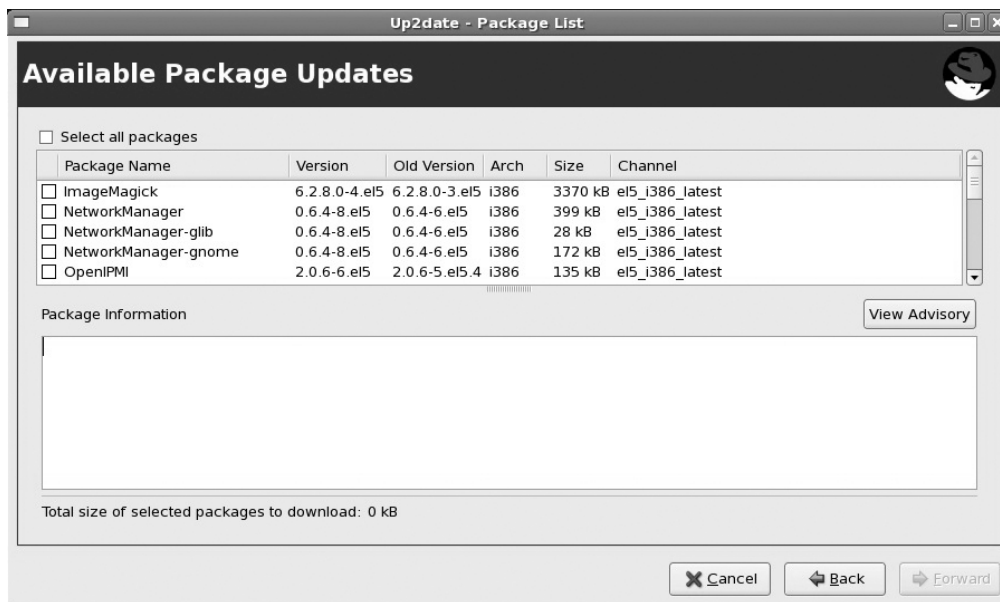 Up2date - Package List
Available Package Updates
Select all packages
Package Name Version Old Version Arch Size Channel
ImageMagick 6.2.8.0-4.el5 6.2.8.0-3.el5 i386 3370 kB el5_i386_latest
NetworkManager 0.6.4-8.el5 0.6.4-6.el5 i386 399 kB el5_i386_latest
NetworkManager-glib 0.6.4-8.el5 0.6.4-6.el5 i386 28 kB el5_i386_latest
NetworkManager-gnome 0.6.4-8.el5 0.6.4-6.el5 i386 172 kB el5_i386_latest
OpenIPMI 2.0.6-6.el5 2.0.6-5.el5.4 i386 135 kB el5_i386_latest
Package Information View Advisory
Total size of selected packages to download: 0 kB
Cancel Back Forward